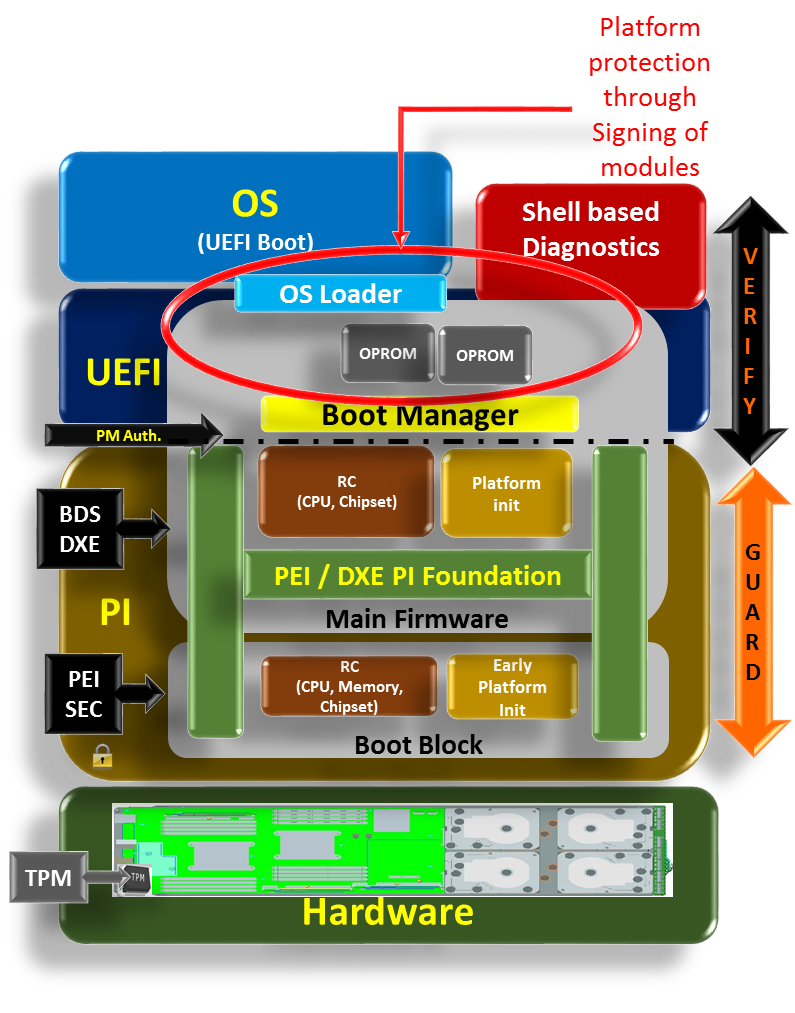 Platform
protection
through
Signing of
modules
OS
(UEFI Boot)
Shell based
Diagnostics
OS Loader
UEFI
OPROM
OPROM
Boot Manager
VERIFY
PM Auth.
RC
(CPU, Chipset)
Platform
init
BDS
DXE
PEI / DXE PI Foundation
PI
Main Firmware
GUARD
PEI
SEC
RC
(CPU, Memory,
Chipset)
Early
Platform
Init
Boot Block
TPM
TPM
Hardware